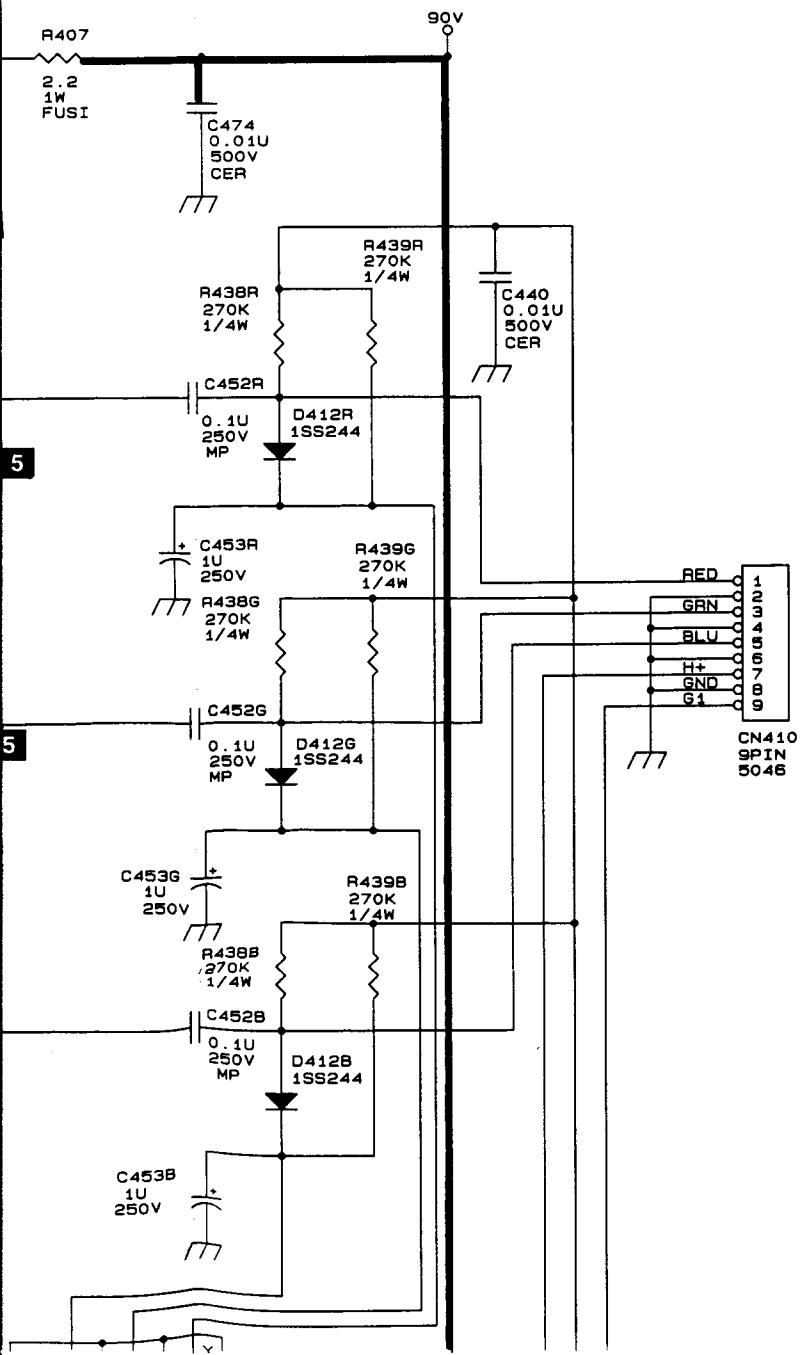 90V
R407
2.2
1W
FUSI
C474
0.01U
500V
CER
R439R
270K
1/4W
R438R
270K
1/4W
C440
0.01U
500V
CER
C452R
0.1U
250V
MP
D412R
1SS244
5
C453R
1U
250V
R439G
270K
1/4W
R438G
270K
1/4W
RED
GRN
BLU
H+
GND
G1
1
2
3
4
5
6
7
8
9
CN410
9PIN
5046
C452G
0.1U
250V
MP
D412G
1SS244
5
C453G
1U
250V
R439B
270K
1/4W
R438B
270K
1/4W
C452B
0.1U
250V
MP
D412B
1SS244
C453B
1U
250V
Y